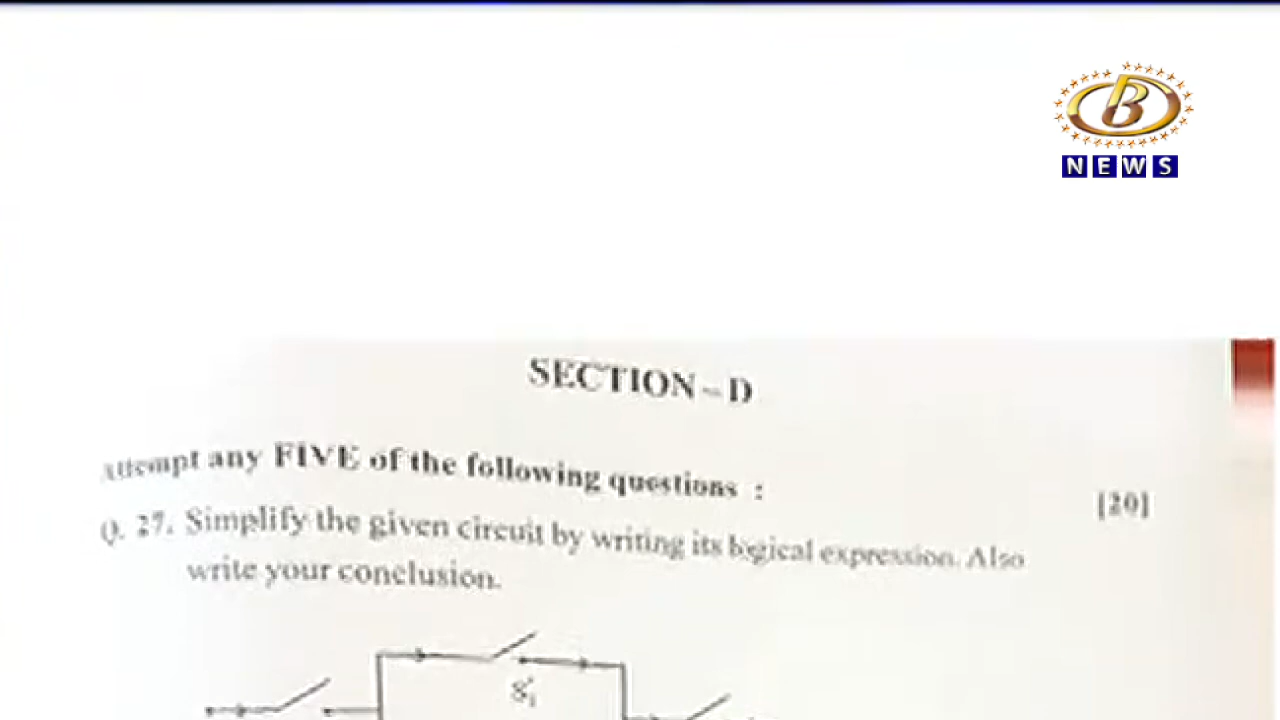 B
NEWS
SECTION – D
Attempt any FIVE of the following questions :
[20]
Q. 27. Simplify the given circuit by writing its logical expression. Also
write your conclusion.
S'₁